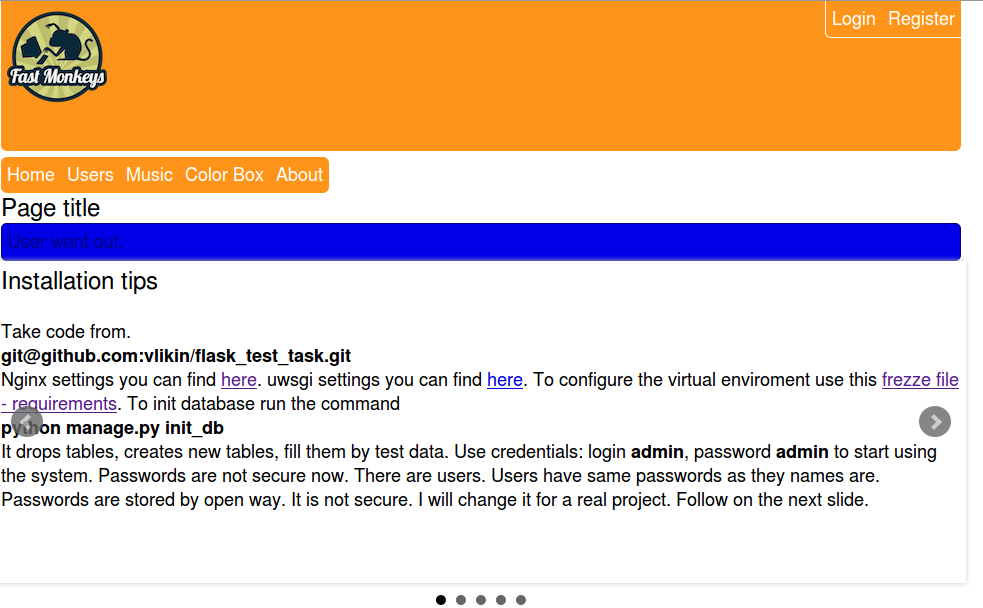 Fast Monkeys
Login Register
Home Users Music Color Box About
Page title
User went out.
Installation tips
Take code from.
git@github.com:vlikin/flask_test_task.git
Nginx settings you can find here. uwsgi settings you can find here. To configure the virtual enviroment use this frezze file
- requirements. To init database run the command
python manage.py init_db
It drops tables, creates new tables, fill them by test data. Use credentials: login admin, password admin to start using
the system. Passwords are not secure now. There are users. Users have same passwords as they names are.
Passwords are stored by open way. It is not secure. I will change it for a real project. Follow on the next slide.